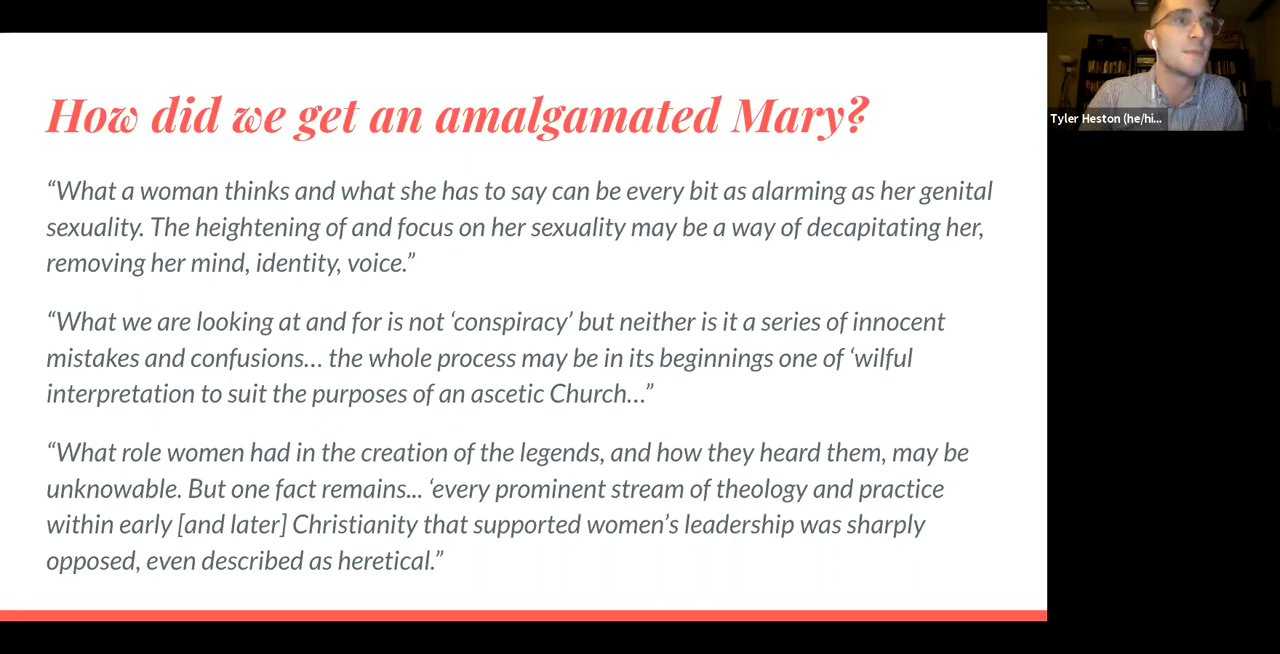 How did we get an amalgamated Mary?
“What a woman thinks and what she has to say can be every bit as alarming as her genital
sexuality. The heightening of and focus on her sexuality may be a way of decapitating her,
removing her mind, identity, voice.”
“What we are looking at and for is not ‘conspiracy’ but neither is it a series of innocent
mistakes and confusions… the whole process may be in its beginnings one of ‘wilful
interpretation to suit the purposes of an ascetic Church…”
“What role women had in the creation of the legends, and how they heard them, may be
unknowable. But one fact remains... ‘every prominent stream of theology and practice
within early [and later] Christianity that supported women’s leadership was sharply
opposed, even described as heretical.”
Tyler Heston (he/hi...